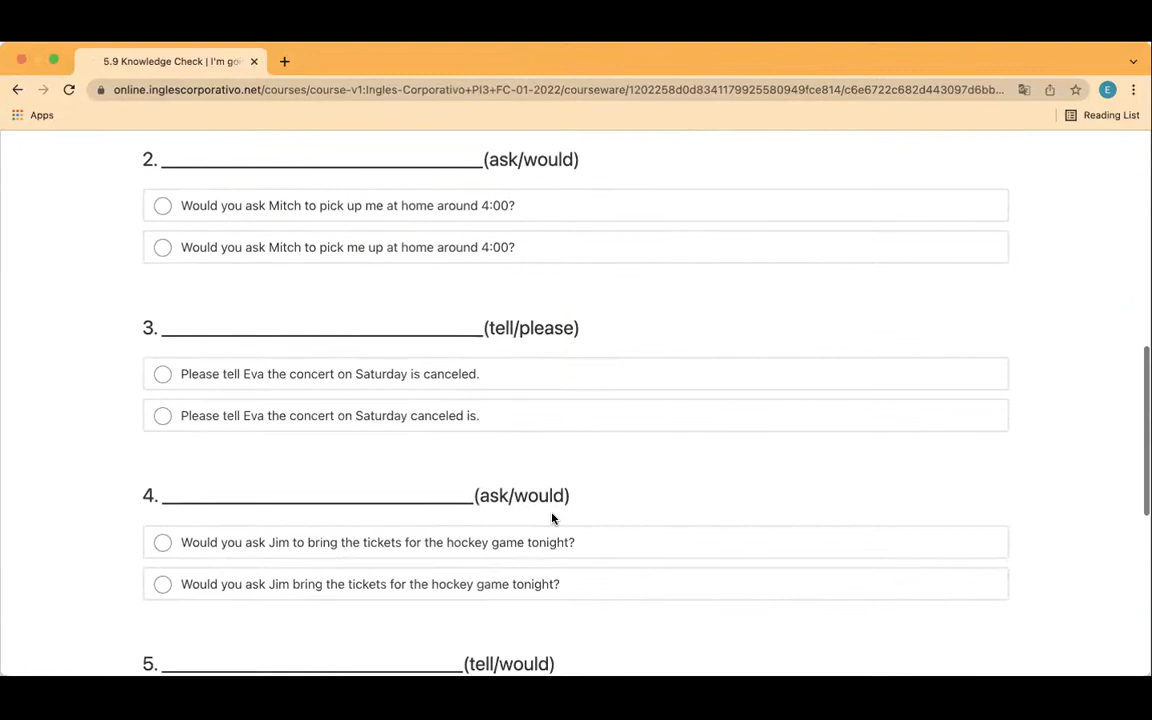 5.9 Knowledge Check | I'm goi
online.inglescorporativo.net/courses/course-v1:Ingles-Corporativo+PI3+FC-01-2022/courseware/1202258d0d8341179925580949fce814/c6e6722c682d443097d6bb...
E
Apps
Reading List
2. ______________________________(ask/would)
Would you ask Mitch to pick up me at home around 4:00?
Would you ask Mitch to pick me up at home around 4:00?
3. ______________________________(tell/please)
Please tell Eva the concert on Saturday is canceled.
Please tell Eva the concert on Saturday canceled is.
4. _____________________________(ask/would)
Would you ask Jim to bring the tickets for the hockey game tonight?
Would you ask Jim bring the tickets for the hockey game tonight?
5. ____________________________(tell/would)